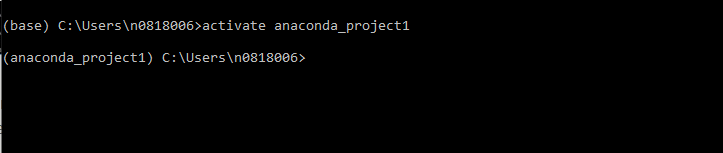 (base) C:\Users\n0818006>activate anaconda_project1
(anaconda_project1) C:\Users\n0818006>